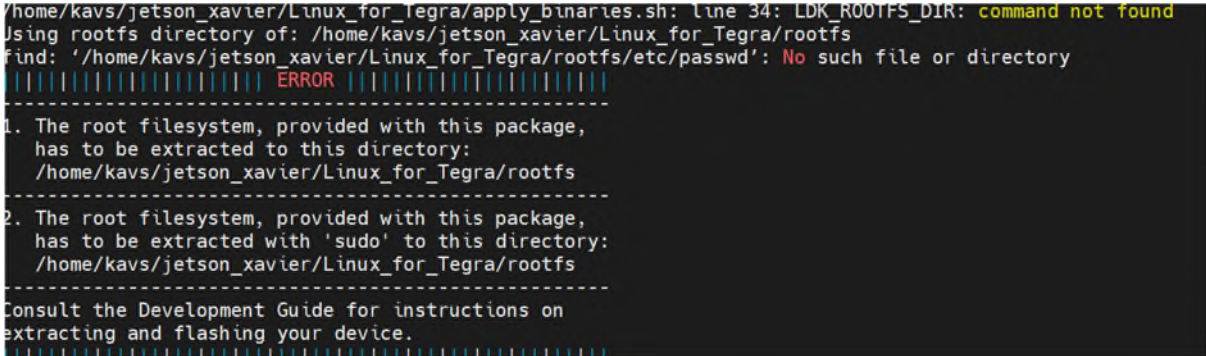 /home/kavs/jetson_xavier/Linux_for_Tegra/apply_binaries.sh: line 34: LDK_ROOTFS_DIR: command not found
Using rootfs directory of: /home/kavs/jetson_xavier/Linux_for_Tegra/rootfs
find: ‘/home/kavs/jetson_xavier/Linux_for_Tegra/rootfs/etc/passwd’: No such file or directory
|||||||||||||||||| ERROR ||||||||||||||||||
------------------------------------------------------
1. The root filesystem, provided with this package,
has to be extracted to this directory:
/home/kavs/jetson_xavier/Linux_for_Tegra/rootfs
------------------------------------------------------
2. The root filesystem, provided with this package,
has to be extracted with 'sudo' to this directory:
/home/kavs/jetson_xavier/Linux_for_Tegra/rootfs
------------------------------------------------------
Consult the Development Guide for instructions on
extracting and flashing your device.
||||||||||||||||||||||||||||||||||||||||||||||||||||||